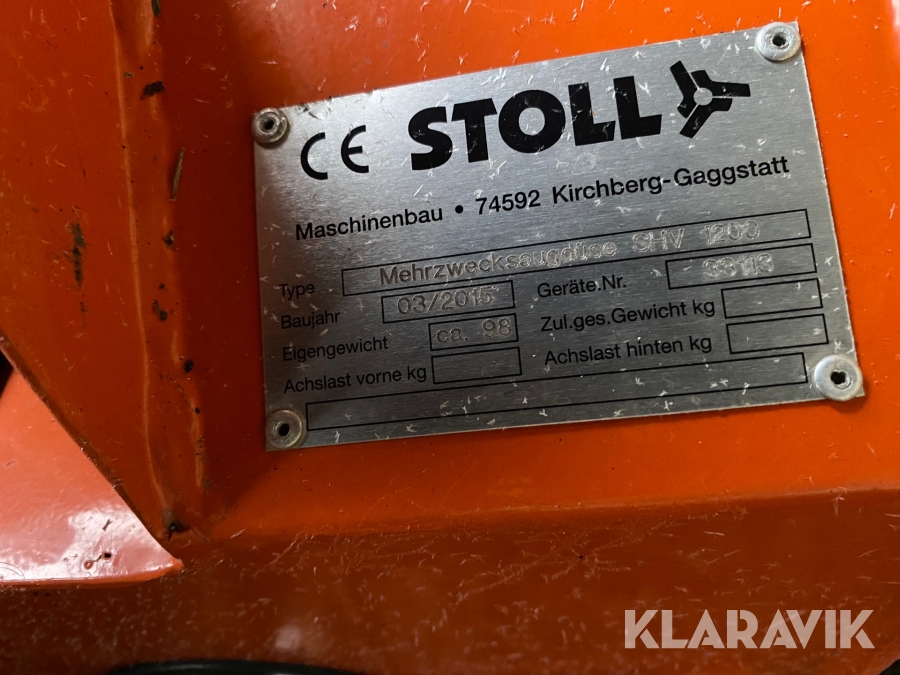 CE STOLL
Maschinenbau • 74592 Kirchberg-Gaggstatt
Type Mehrzwecksaugdüse SHV 1200
Baujahr 03/2015 Geräte.Nr. 33113
Eigengewicht ca. 98 Zul.ges.Gewicht kg
Achslast vorne kg Achslast hinten kg
KLARAVIK